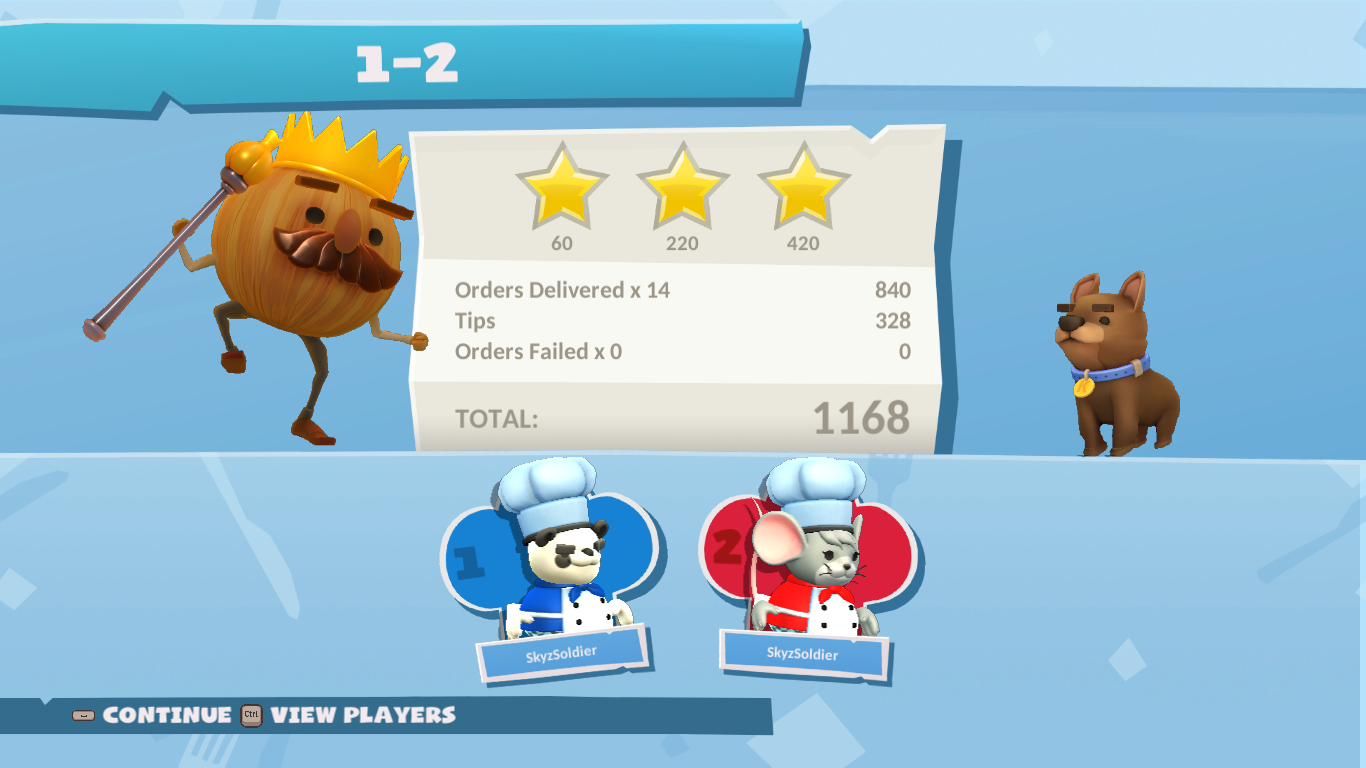 1-2
60 220 420
Orders Delivered x 14 840
Tips 328
Orders Failed x 0 0
TOTAL: 1168
1 2
SkyzSoldier SkyzSoldier
CONTINUE Ctrl VIEW PLAYERS